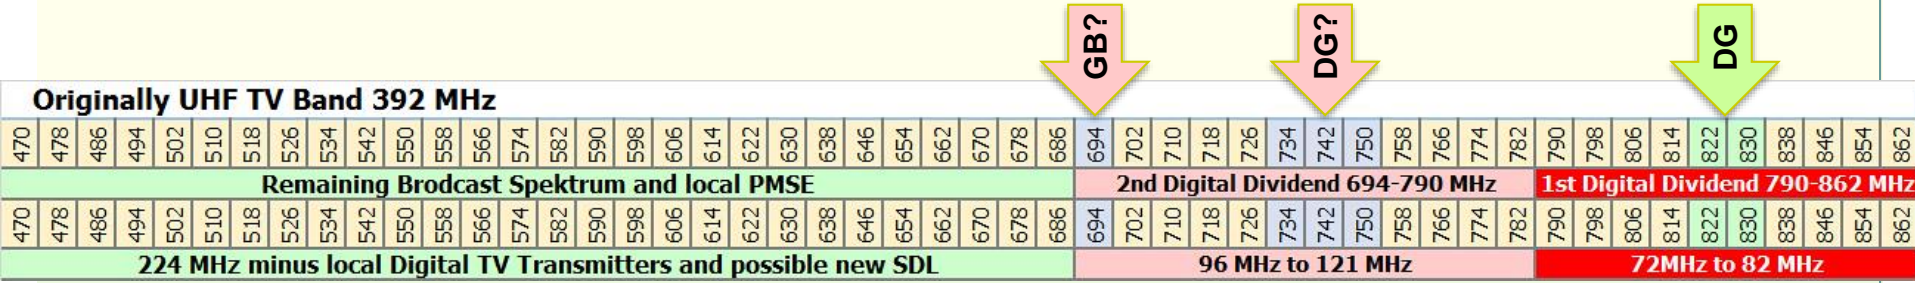 GB? DG? DG
Originally UHF TV Band 392 MHz
470 478 486 494 502 510 518 526 534 542 550 558 566 574 582 590 598 606 614 622 630 638 646 654 662 670 678 686 694 702 710 718 726 734 742 750 758 766 774 782 790 798 806 814 822 830 838 846 854 862
Remaining Brodcast Spektrum and local PMSE 2nd Digital Dividend 694-790 MHz 1st Digital Dividend 790-862 MHz
470 478 486 494 502 510 518 526 534 542 550 558 566 574 582 590 598 606 614 622 630 638 646 654 662 670 678 686 694 702 710 718 726 734 742 750 758 766 774 782 790 798 806 814 822 830 838 846 854 862
224 MHz minus local Digital TV Transmitters and possible new SDL 96 MHz to 121 MHz 72MHz to 82 MHz